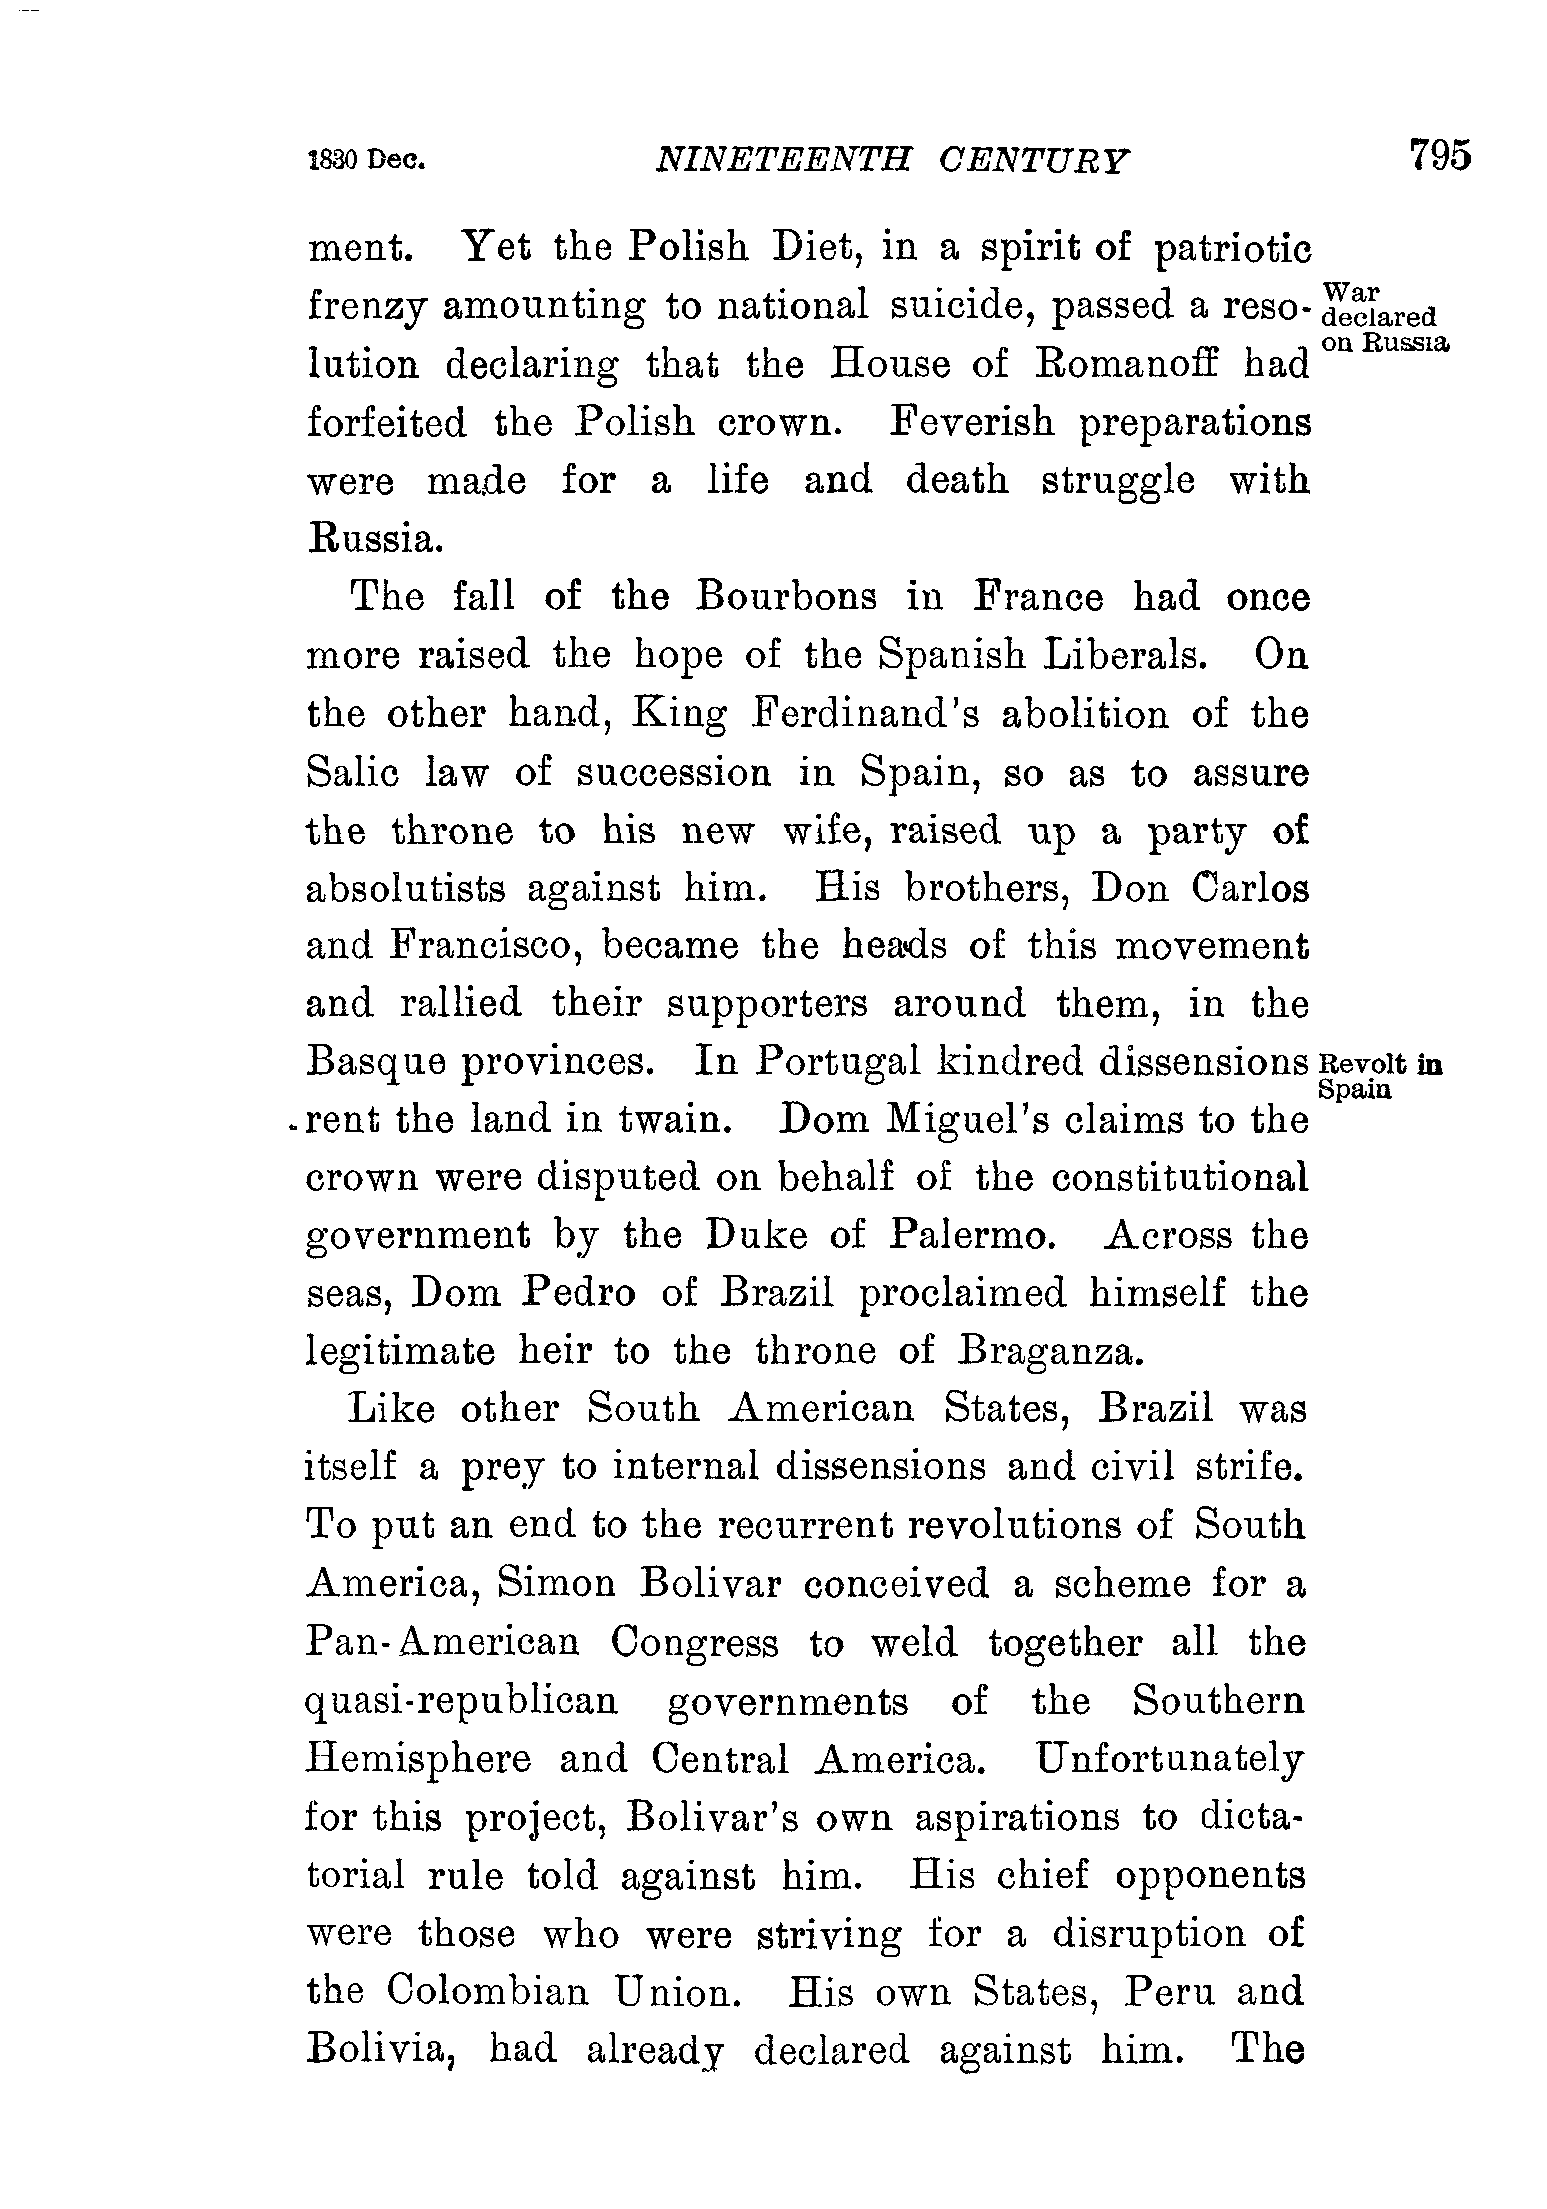 1830 Dec. NINETEENTH CENTURY 795
ment. Yet the Polish Diet, in a spirit of patriotic
frenzy amounting to national suicide, passed a reso-
War
declared
on Russia
lution declaring that the House of Romanoff had
forfeited the Polish crown. Feverish preparations
were made for a life and death struggle with
Russia.
The fall of the Bourbons in France had once
more raised the hope of the Spanish Liberals. On
the other hand, King Ferdinand's abolition of the
Salic law of succession in Spain, so as to assure
the throne to his new wife, raised up a party of
absolutists against him. His brothers, Don Carlos
and Francisco, became the heads of this movement
and rallied their supporters around them, in the
Basque provinces. In Portugal kindred dissensions
Revolt in
Spain
rent the land in twain. Dom Miguel's claims to the
crown were disputed on behalf of the constitutional
government by the Duke of Palermo. Across the
seas, Dom Pedro of Brazil proclaimed himself the
legitimate heir to the throne of Braganza.
Like other South American States, Brazil was
itself a prey to internal dissensions and civil strife.
To put an end to the recurrent revolutions of South
America, Simon Bolivar conceived a scheme for a
Pan-American Congress to weld together all the
quasi-republican governments of the Southern
Hemisphere and Central America. Unfortunately
for this project, Bolivar's own aspirations to dicta-
torial rule told against him. His chief opponents
were those who were striving for a disruption of
the Colombian Union. His own States, Peru and
Bolivia, had already declared against him. The